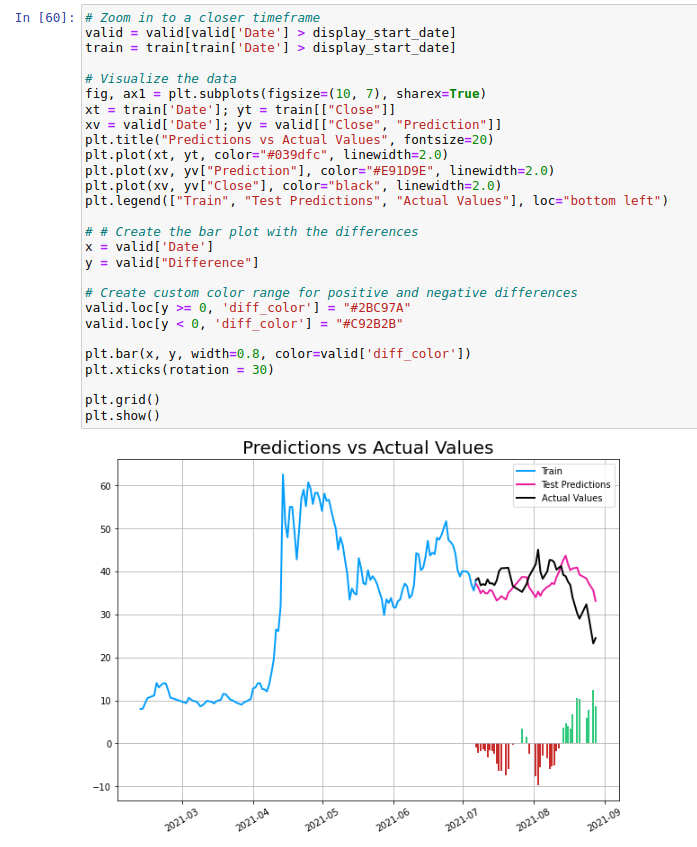 In [60]: # Zoom in to a closer timeframe
valid = valid[valid['Date'] > display_start_date]
train = train[train['Date'] > display_start_date]
# Visualize the data
fig, ax1 = plt.subplots(figsize=(10, 7), sharex=True)
xt = train['Date']; yt = train[["Close"]]
xv = valid['Date']; yv = valid[["Close", "Prediction"]]
plt.title("Predictions vs Actual Values", fontsize=20)
plt.plot(xt, yt, color="#039dfc", linewidth=2.0)
plt.plot(xv, yv["Prediction"], color="#E91D9E", linewidth=2.0)
plt.plot(xv, yv["Close"], color="black", linewidth=2.0)
plt.legend(["Train", "Test Predictions", "Actual Values"], loc="bottom left")
# # Create the bar plot with the differences
x = valid['Date']
y = valid["Difference"]
# Create custom color range for positive and negative differences
valid.loc[y >= 0, 'diff_color'] = "#2BC97A"
valid.loc[y < 0, 'diff_color'] = "#C92B2B"
plt.bar(x, y, width=0.8, color=valid['diff_color'])
plt.xticks(rotation = 30)
plt.grid()
plt.show()
Predictions vs Actual Values
Train
Test Predictions
Actual Values
60
50
40
30
20
10
0
−10
2021-03 2021-04 2021-05 2021-06 2021-07 2021-08 2021-09